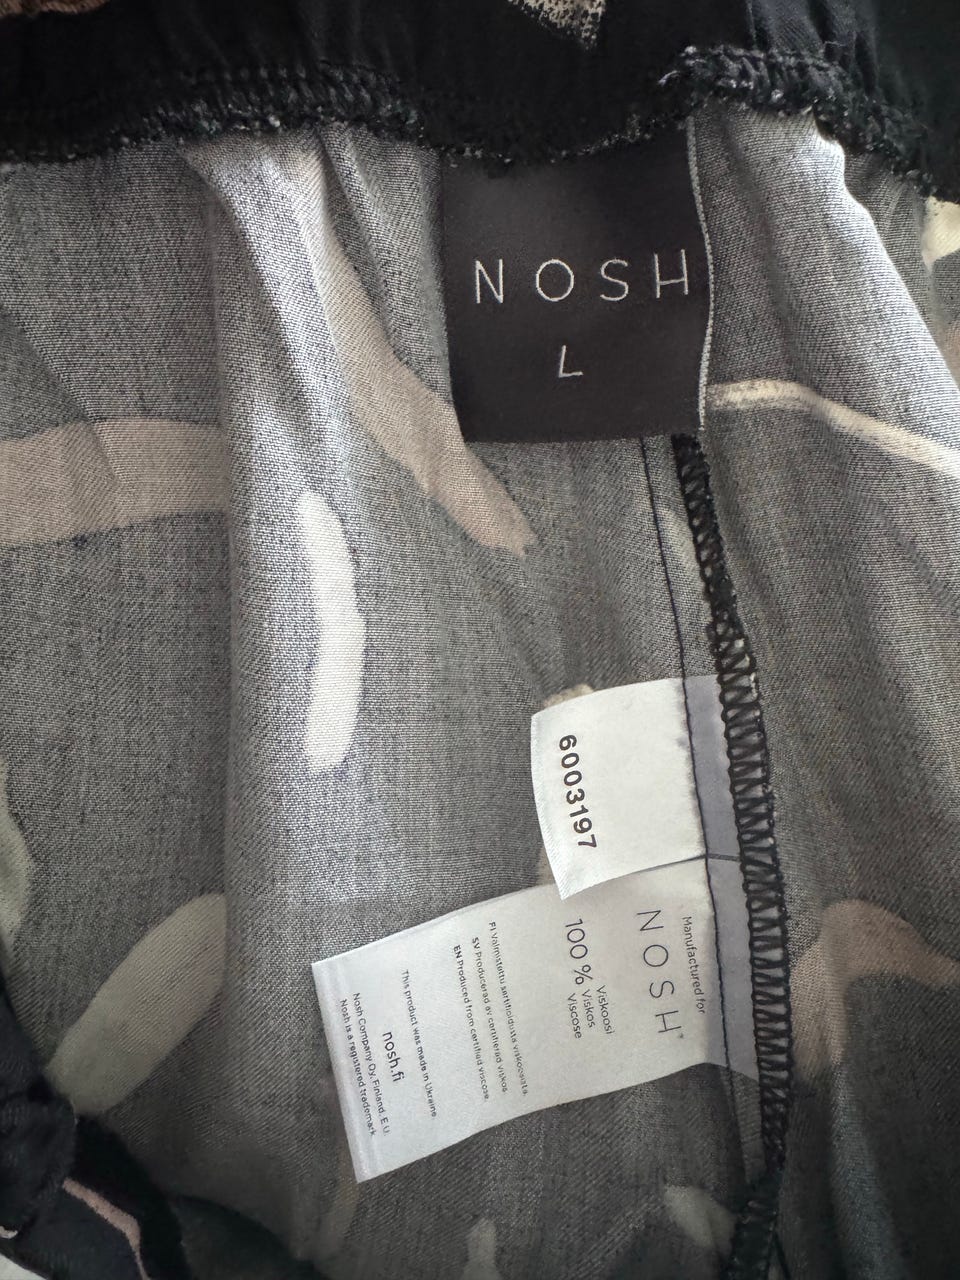 NOSH
L
6003197
Manufactured for
NOSH®
100 %
Viskoosi
Viskos
Viscose
FI Valmistettu sertifioidusta viskoosista.
SV Producerad av certifierad viskos.
EN Produced from certified viscose.
This product was made in Ukraine
nosh.fi
Nosh Company Oy, Finland, E.U.
Nosh is a registered trademark